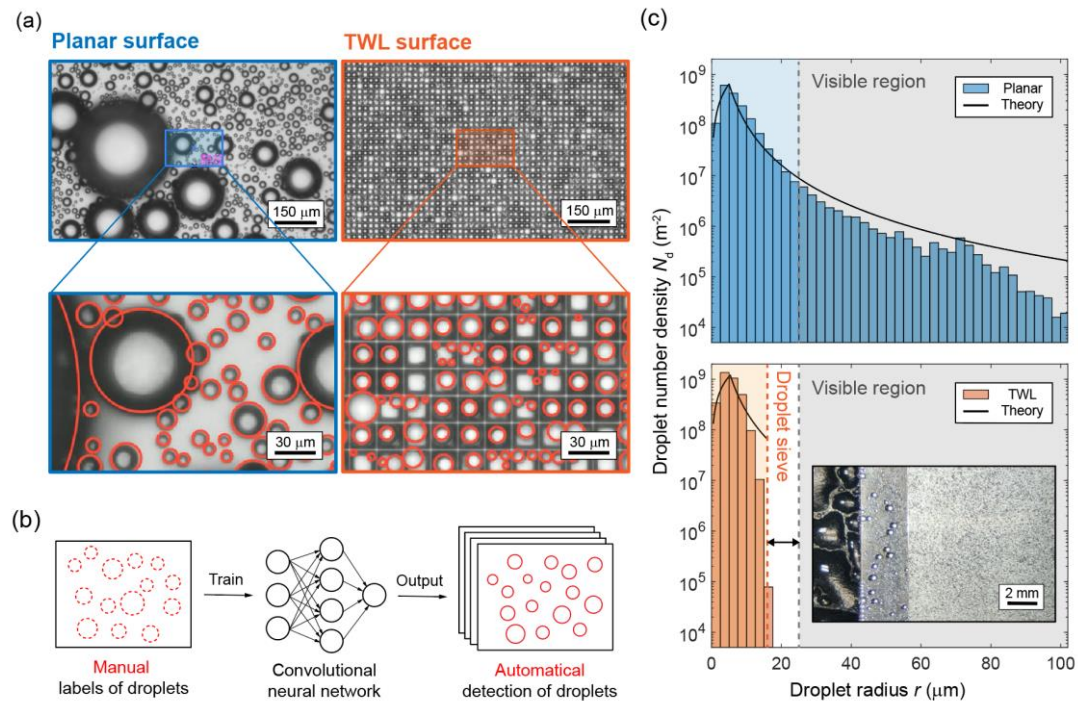 (a)
Planar surface
TWL surface
150 μm
150 μm
30 μm
30 μm
(b)
Train
Output
Manual
labels of droplets
Convolutional
neural network
Automatical
detection of droplets
(c)
Droplet number density N_d (m⁻²)
10⁹
10⁸
10⁷
10⁶
10⁵
10⁴
Visible region
Planar
Theory
10⁹
10⁸
10⁷
10⁶
10⁵
10⁴
Droplet sieve
Visible region
TWL
Theory
2 mm
0 20 40 60 80 100
Droplet radius r (μm)